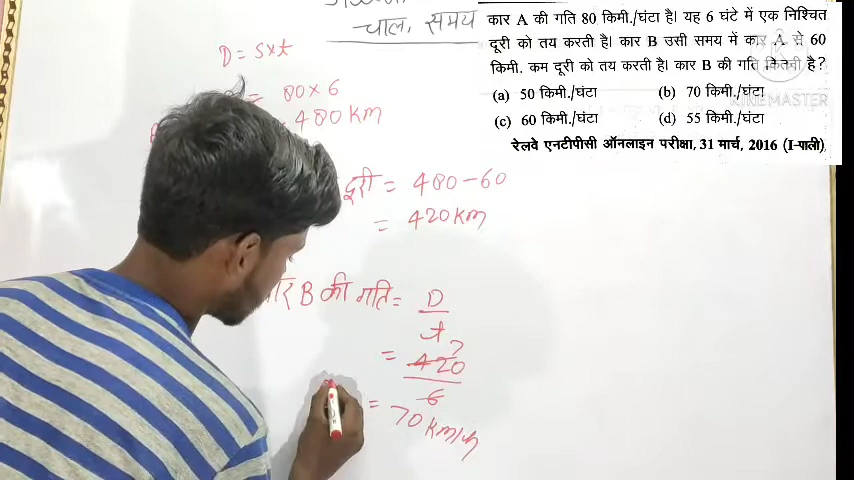 चाल, समय
D = S×t
= 80×6
480 km
दूरी = 480-60
= 420 km
कार B की गति = D
t
= 420 7
6
= 70 km/h
कार A की गति 80 किमी./घंटा है। यह 6 घंटे में एक निश्चित
दूरी को तय करती है। कार B उसी समय में कार A से 60
किमी. कम दूरी को तय करती है। कार B की गति कितनी है?
(a) 50 किमी./घंटा (b) 70 किमी./घंटा
(c) 60 किमी./घंटा (d) 55 किमी./घंटा
रेलवे एनटीपीसी ऑनलाइन परीक्षा, 31 मार्च, 2016 (I-पाली)
KINEMASTER